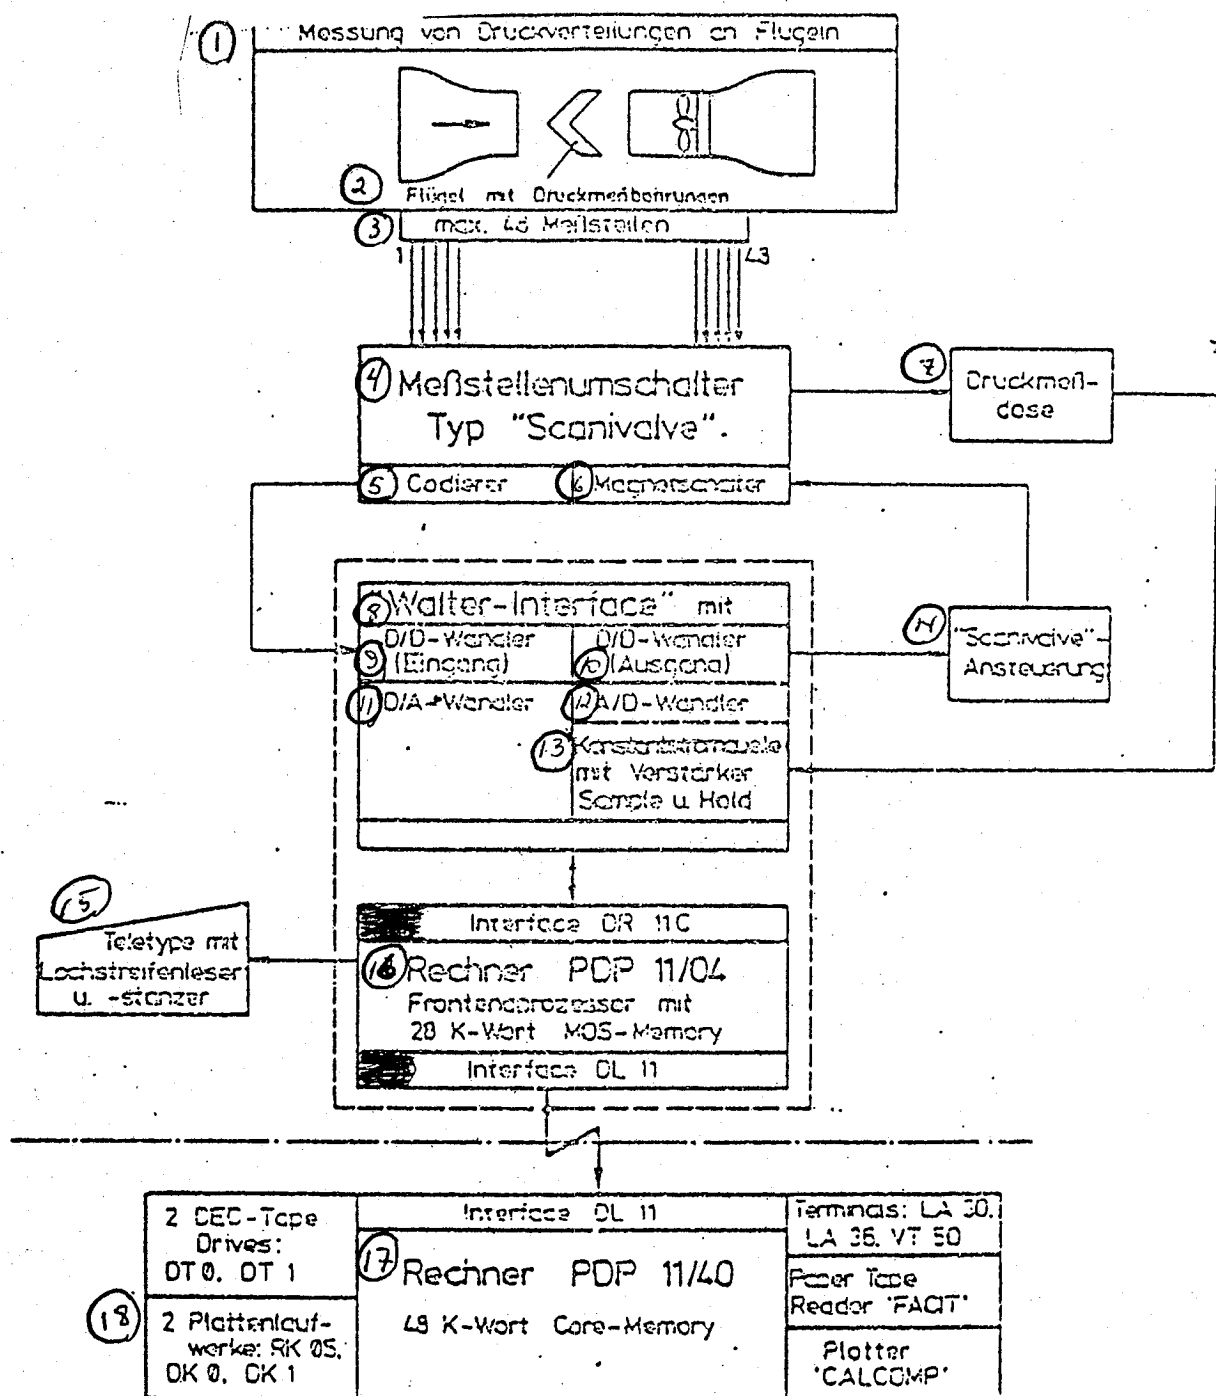 1
Messung von Druckverteilungen an Flügeln
2
Flügel mit Druckmeßbohrungen
3
max. 48 Meßstellen
1
48
4
Meßstellenumschalter
Typ "Scanivalve".
5
Codierer
6
Magnetschalter
7
Druckmeß-
dose
8
"Walter-Interface" mit
9
D/D-Wandler
(Eingang)
10
D/D-Wandler
(Ausgang)
11
D/A-Wandler
12
A/D-Wandler
13
Konstantstromquelle
mit Verstärker
Sample u. Hold
14
"Scanivalve"-
Ansteuerung
15
Teletype mit
Lochstreifenleser
u. -stanzer
Interface DR 11C
16
Rechner PDP 11/04
Frontendprozessor mit
28 K-Wort MOS-Memory
Interface DL 11
2 DEC-Tape
Drives:
DT0, DT 1
Interface DL 11
17
Rechner PDP 11/40
48 K-Wort Core-Memory
Terminals: LA 30,
LA 36, VT 50
Paper Tape
Reader 'FACIT'
18
2 Plattenlauf-
werke: RK 05,
DK 0, DK 1
Plotter
'CALCOMP'